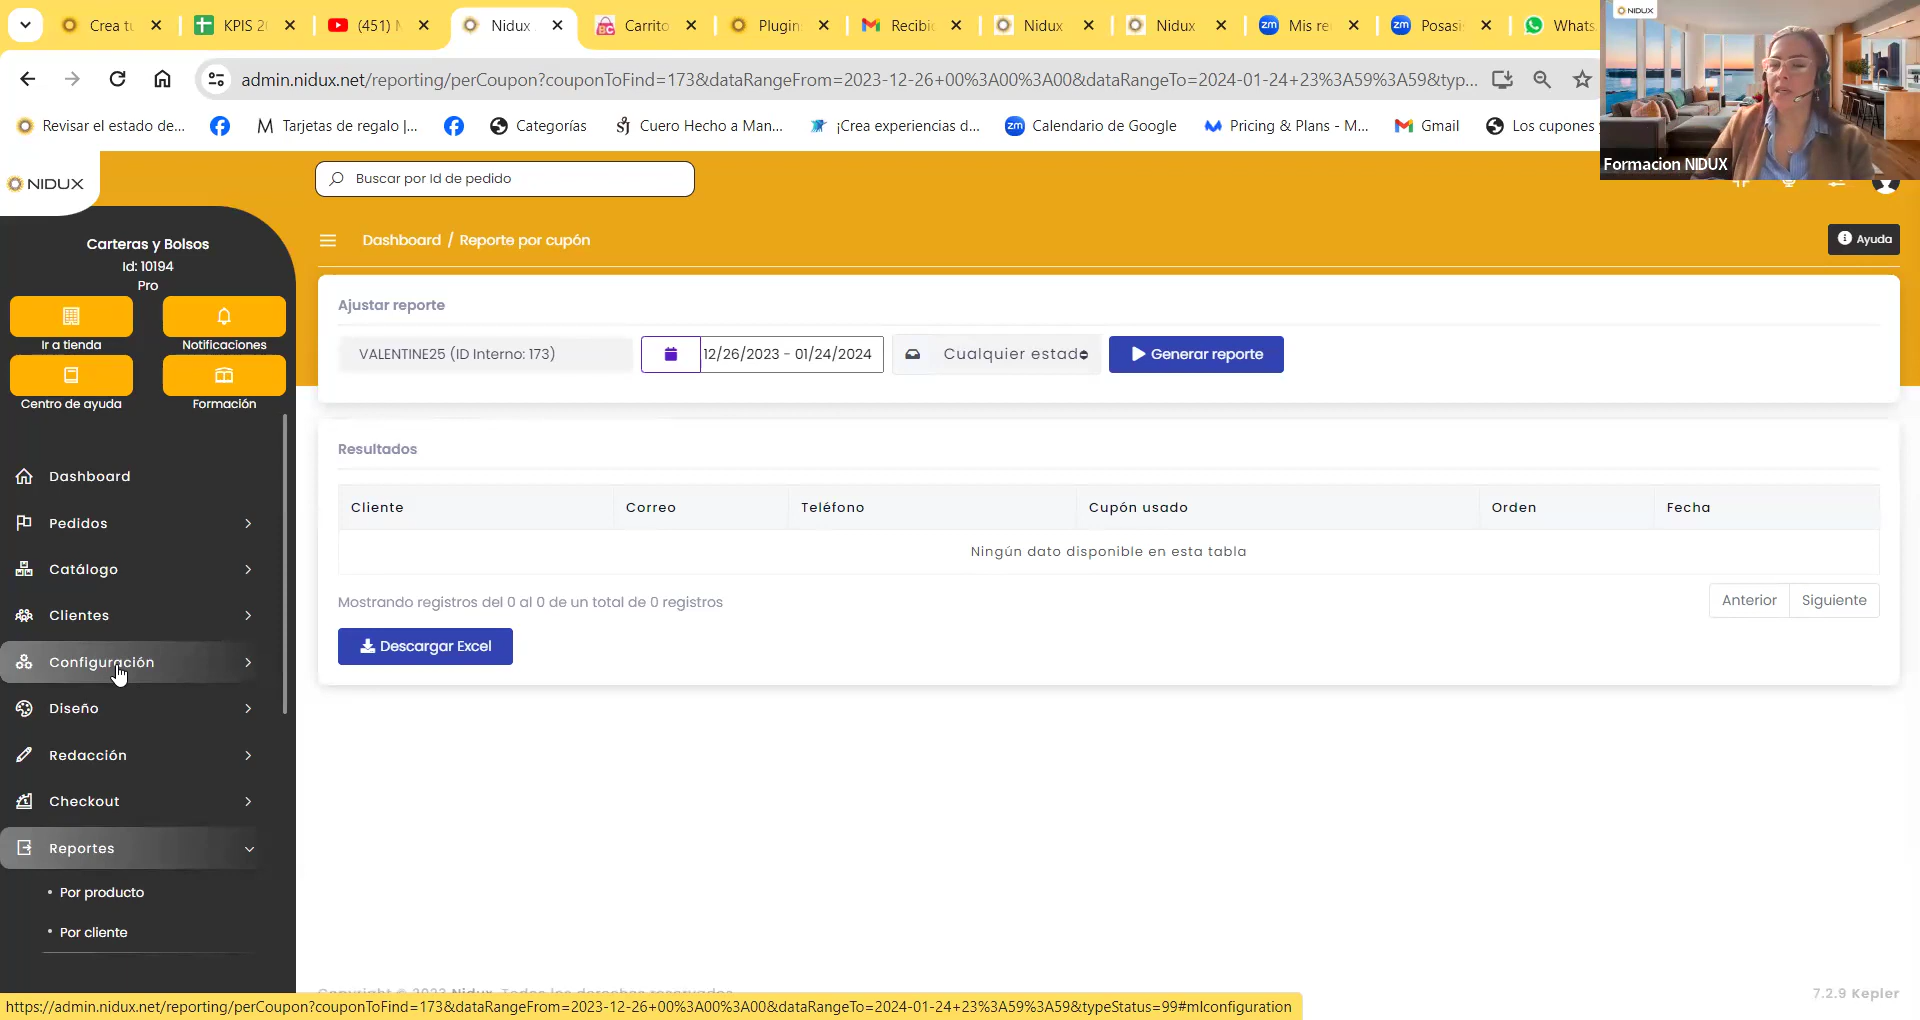 Crea tu
KPIS 20
(451) M
Nidux
Carrito
Plugin
Recibi
Nidux
Nidux
Mis re
Posasi
Whats
admin.nidux.net/reporting/perCoupon?couponToFind=173&dataRangeFrom=2023-12-26+00%3A00%3A00&dataRangeTo=2024-01-24+23%3A59%3A59&typ...
Revisar el estado de...
Tarjetas de regalo |...
Categorías
Cuero Hecho a Man...
¡Crea experiencias d...
Calendario de Google
Pricing & Plans - M...
Gmail
Los cupones
NIDUX
Formacion NIDUX
NIDUX
Buscar por Id de pedido
Carteras y Bolsos
Id: 10194
Pro
Ir a tienda
Notificaciones
Centro de ayuda
Formación
Dashboard / Reporte por cupón
Ayuda
Ajustar reporte
VALENTINE25 (ID Interno: 173)
12/26/2023 - 01/24/2024
Cualquier estado
Generar reporte
Resultados
Cliente
Correo
Teléfono
Cupón usado
Orden
Fecha
Ningún dato disponible en esta tabla
Mostrando registros del 0 al 0 de un total de 0 registros
Anterior
Siguiente
Descargar Excel
Dashboard
Pedidos
Catálogo
Clientes
Configuración
Diseño
Redacción
Checkout
Reportes
Por producto
Por cliente
Copyright © 2023 Nidux. Todos los derechos reservados
7.2.9 Kepler
https://admin.nidux.net/reporting/perCoupon?couponToFind=173&dataRangeFrom=2023-12-26+00%3A00%3A00&dataRangeTo=2024-01-24+23%3A59%3A59&typeStatus=99#mlconfiguration